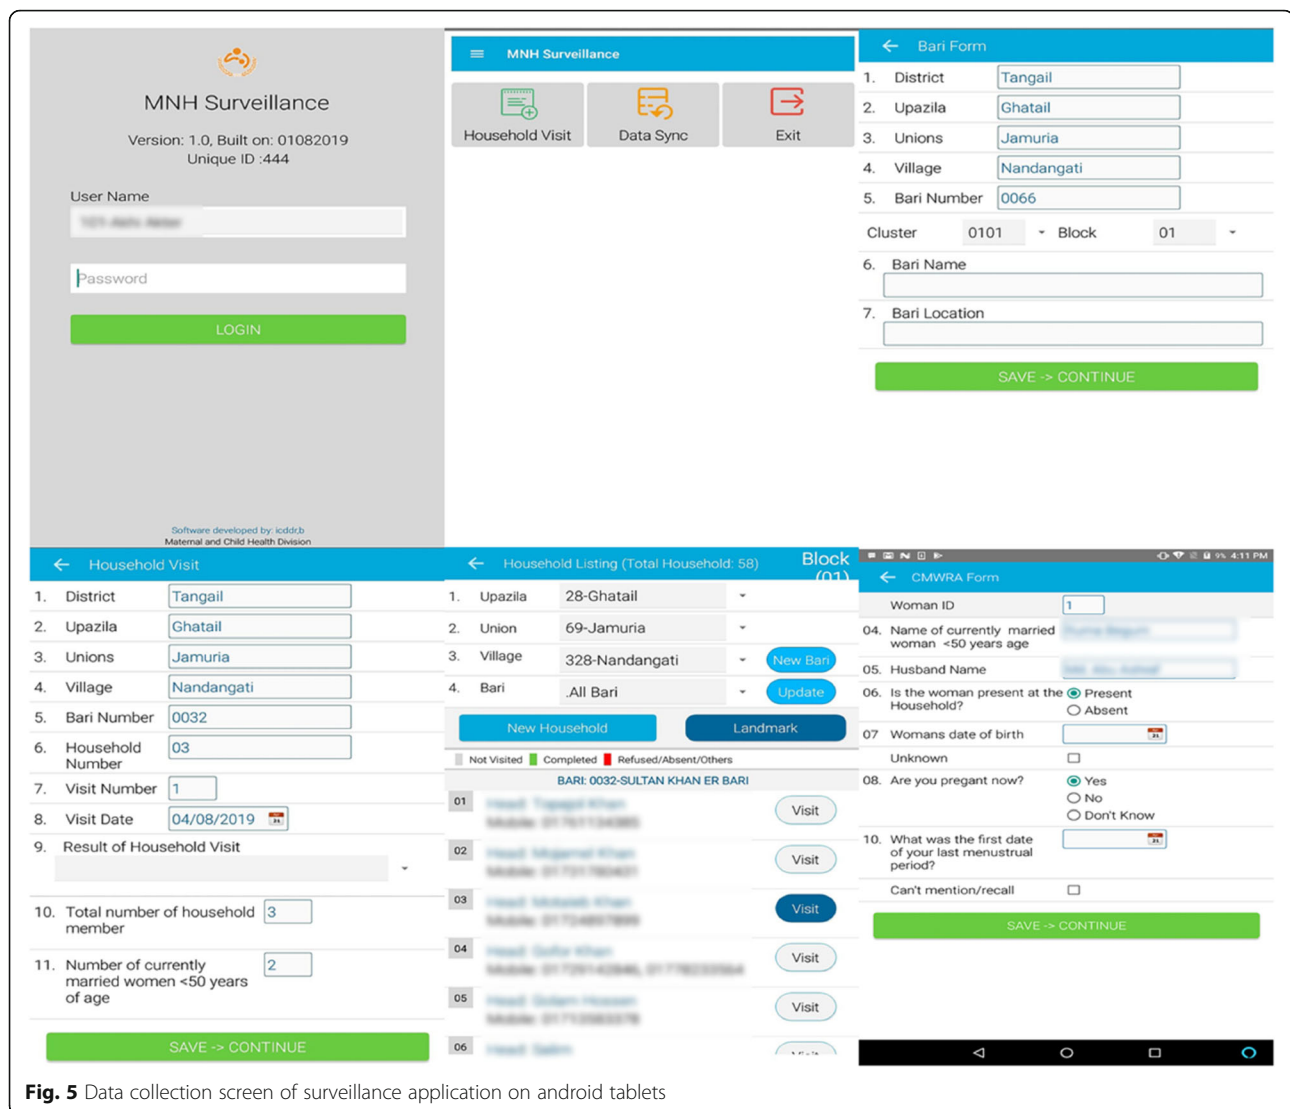 MNH Surveillance
Version: 1.0, Built on: 01082019
Unique ID :444
User Name
Password
LOGIN
Software developed by: icddr,b
Maternal and Child Health Division
MNH Surveillance
Household Visit
Data Sync
Exit
Bari Form
1. District Tangail
2. Upazila Ghatail
3. Unions Jamuria
4. Village Nandangati
5. Bari Number 0066
Cluster 0101 Block 01
6. Bari Name
7. Bari Location
SAVE -> CONTINUE
Household Visit
1. District Tangail
2. Upazila Ghatail
3. Unions Jamuria
4. Village Nandangati
5. Bari Number 0032
6. Household Number 03
7. Visit Number 1
8. Visit Date 04/08/2019
9. Result of Household Visit
10. Total number of household 3
member
11. Number of currently 2
married women <50 years
of age
SAVE -> CONTINUE
Household Listing (Total Household: 58) Block
(01)
1. Upazila 28-Ghatail
2. Union 69-Jamuria
3. Village 328-Nandangati New Bari
4. Bari .All Bari Update
New Household Landmark
Not Visited Completed Refused/Absent/Others
BARI: 0032-SULTAN KHAN ER BARI
01 Visit
02 Visit
03 Visit
04 Visit
05 Visit
06
9% 4:11 PM
CMWRA Form
Woman ID 1
04. Name of currently married
woman <50 years age
05. Husband Name
06. Is the woman present at the Present
Household?
Absent
07 Womans date of birth
Unknown
08. Are you pregant now? Yes
No
Don't Know
10. What was the first date
of your last menustrual
period?
Can't mention/recall
SAVE -> CONTINUE
Fig. 5 Data collection screen of surveillance application on android tablets